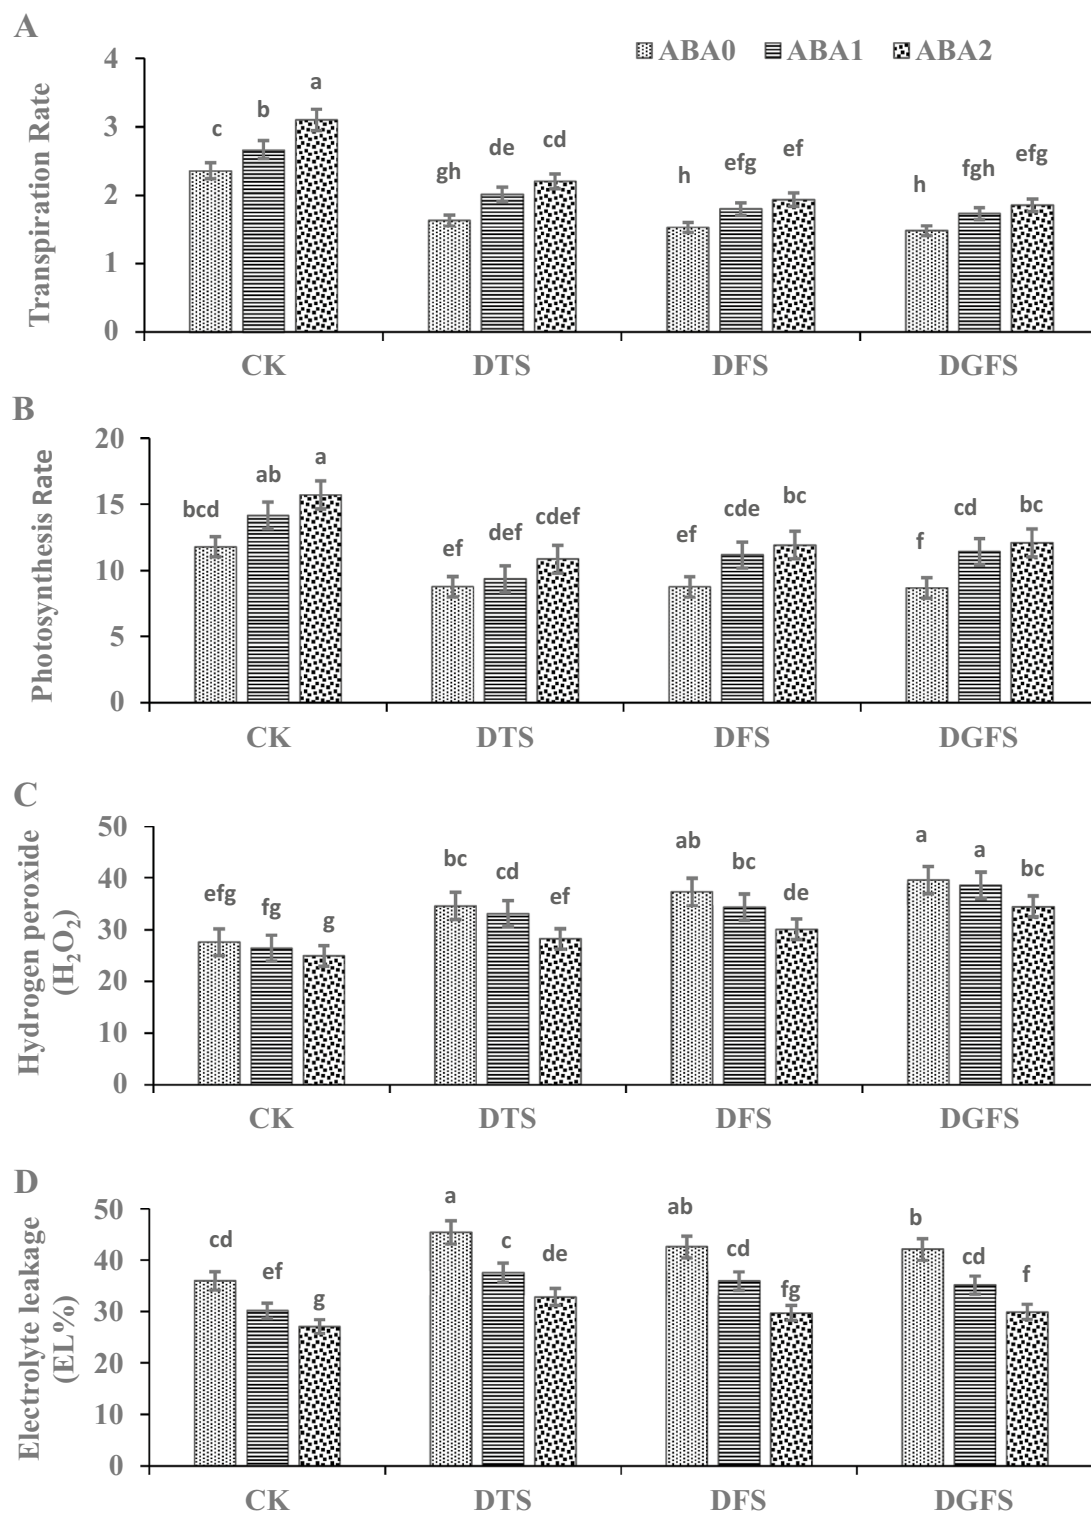 A
ABA0 ABA1 ABA2
Transpiration Rate
4
3
2
1
0
c b a
gh de cd
h efg ef
h fgh efg
CK DTS DFS DGFS
B
Photosynthesis Rate
20
15
10
5
0
bcd ab a
ef def cdef
ef cde bc
f cd bc
CK DTS DFS DGFS
C
Hydrogen peroxide
(H₂O₂)
50
40
30
20
10
0
efg fg g
bc cd ef
ab bc de
a a bc
CK DTS DFS DGFS
D
Electrolyte leakage
(EL%)
50
40
30
20
10
0
cd ef g
a c de
ab cd fg
b cd f
CK DTS DFS DGFS